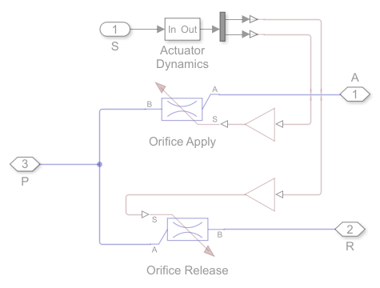 1
S
In Out
Actuator
Dynamics
A
1
B
A
S
Orifice Apply
3
P
S
A
B
2
R
Orifice Release